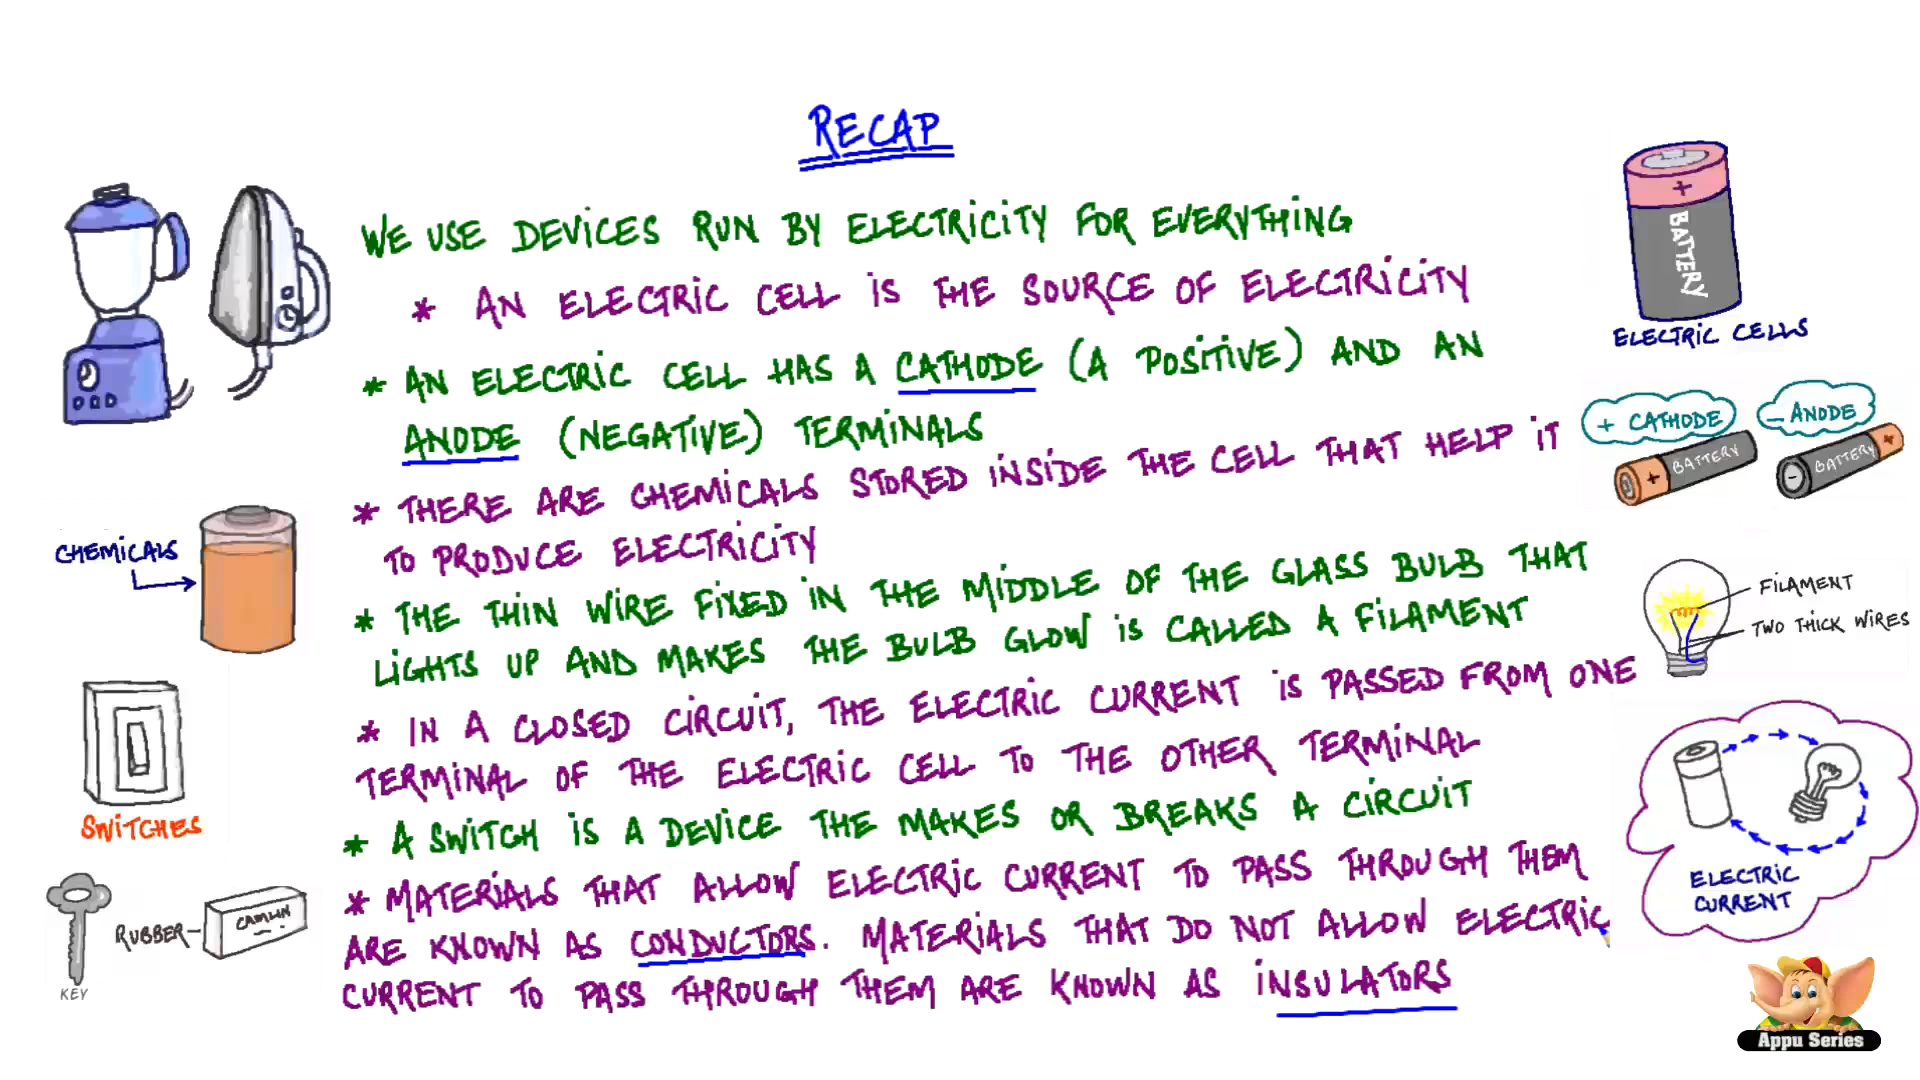 RECAP
WE USE DEVICES RUN BY ELECTRICITY FOR EVERYTHING
* AN ELECTRIC CELL IS THE SOURCE OF ELECTRICITY
* AN ELECTRIC CELL HAS A CATHODE (A POSITIVE) AND AN
ANODE (NEGATIVE) TERMINALS
* THERE ARE CHEMICALS STORED INSIDE THE CELL THAT HELP IT
TO PRODUCE ELECTRICITY
* THE THIN WIRE FIXED IN THE MIDDLE OF THE GLASS BULB THAT
LIGHTS UP AND MAKES THE BULB GLOW IS CALLED A FILAMENT
* IN A CLOSED CIRCUIT, THE ELECTRIC CURRENT IS PASSED FROM ONE
TERMINAL OF THE ELECTRIC CELL TO THE OTHER TERMINAL
* A SWITCH IS A DEVICE THE MAKES OR BREAKS A CIRCUIT
* MATERIALS THAT ALLOW ELECTRIC CURRENT TO PASS THROUGH THEM
ARE KNOWN AS CONDUCTORS. MATERIALS THAT DO NOT ALLOW ELECTRIC
CURRENT TO PASS THROUGH THEM ARE KNOWN AS INSULATORS
CHEMICALS
SWITCHES
RUBBER
CAMLIN
KEY
+
BATTERY
ELECTRIC CELLS
+ CATHODE
- ANODE
+ BATTERY
- BATTERY +
FILAMENT
TWO THICK WIRES
ELECTRIC
CURRENT
Appu Series